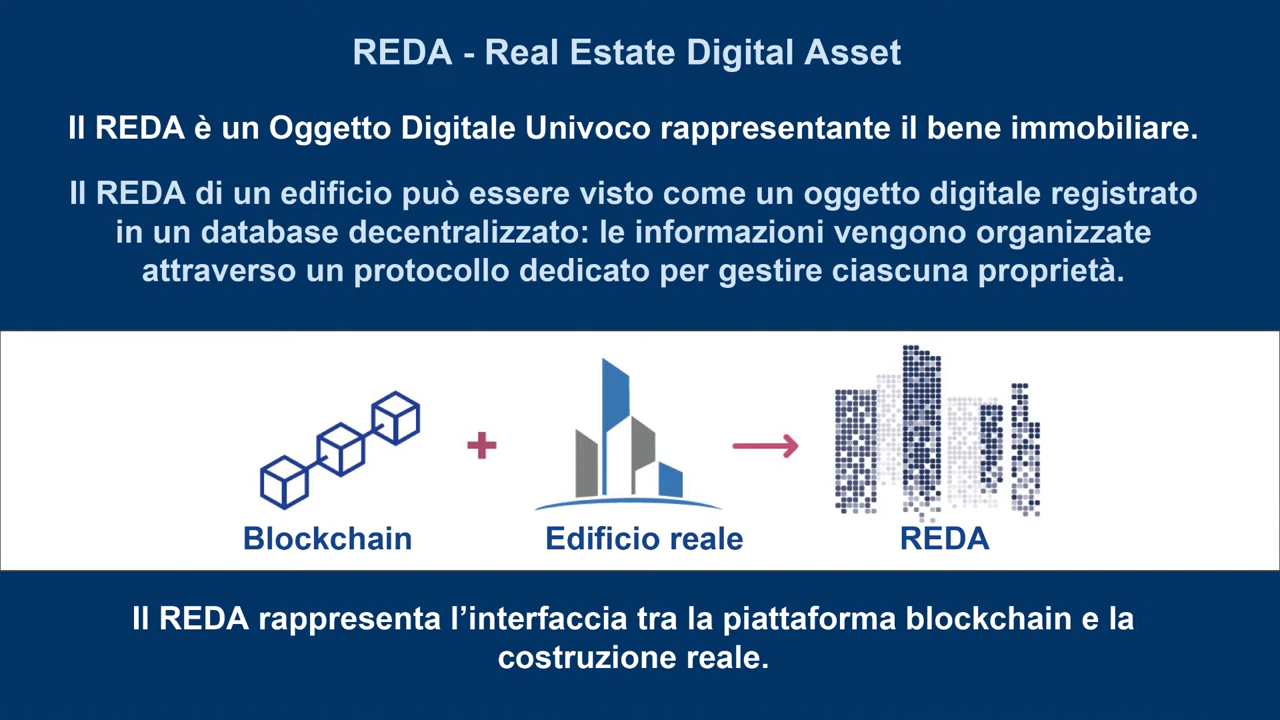 REDA - Real Estate Digital Asset
Il REDA è un Oggetto Digitale Univoco rappresentante il bene immobiliare.
Il REDA di un edificio può essere visto come un oggetto digitale registrato
in un database decentralizzato: le informazioni vengono organizzate
attraverso un protocollo dedicato per gestire ciascuna proprietà.
Blockchain
+
Edificio reale
REDA
Il REDA rappresenta l’interfaccia tra la piattaforma blockchain e la
costruzione reale.